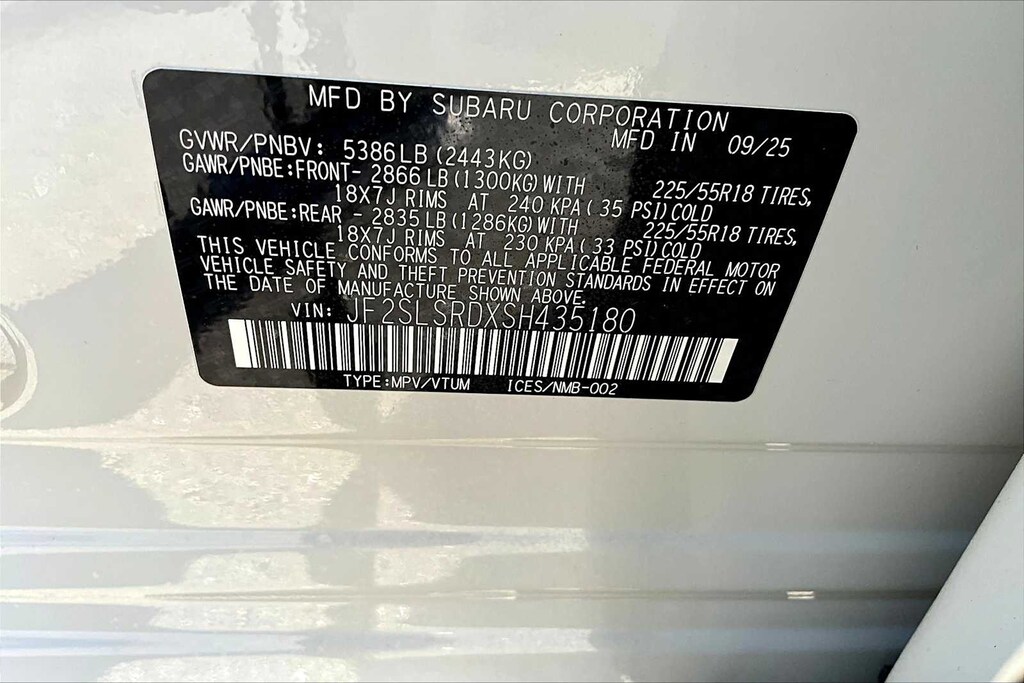 MFD BY SUBARU CORPORATION
MFD IN 09/25
GVWR/PNBV: 5386LB (2443KG)
GAWR/PNBE:FRONT- 2866 LB (1300KG) WITH 225/55R18 TIRES,
18X7J RIMS AT 240 KPA ( 35 PSI) COLD
GAWR/PNBE:REAR - 2835 LB (1286KG) WITH 225/55R18 TIRES,
18X7J RIMS AT 230 KPA ( 33 PSI) COLD
THIS VEHICLE CONFORMS TO ALL APPLICABLE FEDERAL MOTOR
VEHICLE SAFETY AND THEFT PREVENTION STANDARDS IN EFFECT ON
THE DATE OF MANUFACTURE SHOWN ABOVE.
VIN: JF2SLSRDXSH435180
TYPE:MPV/VTUM ICES/NMB-002